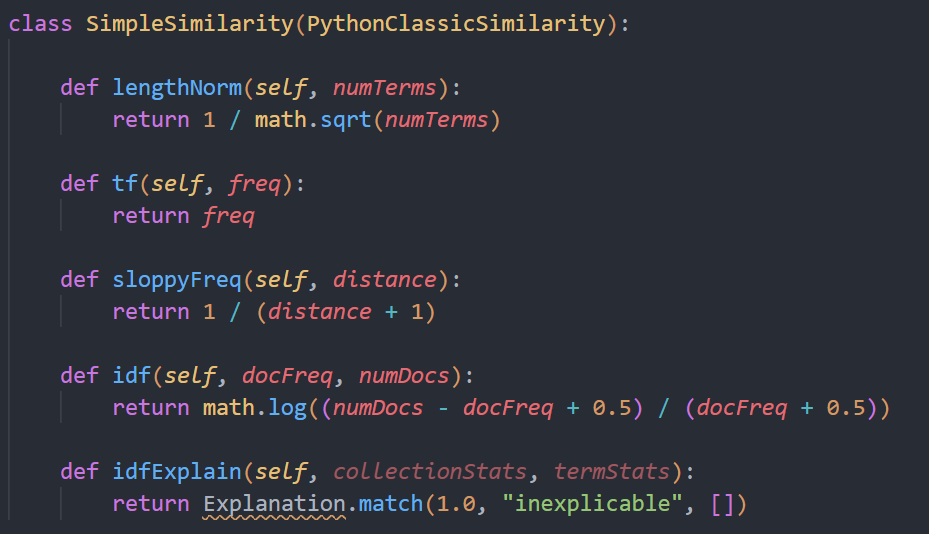 class SimpleSimilarity(PythonClassicSimilarity):
    def lengthNorm(self, numTerms):
        return 1 / math.sqrt(numTerms)
    def tf(self, freq):
        return freq
    def sloppyFreq(self, distance):
        return 1 / (distance + 1)
    def idf(self, docFreq, numDocs):
        return math.log((numDocs - docFreq + 0.5) / (docFreq + 0.5))
    def idfExplain(self, collectionStats, termStats):
        return Explanation.match(1.0, "inexplicable", [])